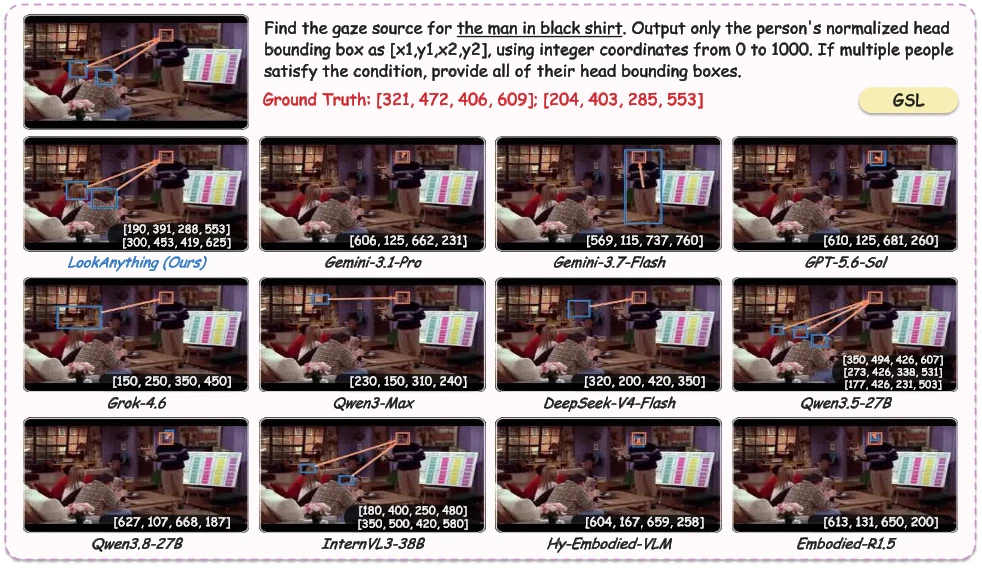 Find the gaze source for the man in black shirt. Output only the person's normalized head
bounding box as [x1,y1,x2,y2], using integer coordinates from 0 to 1000. If multiple people
satisfy the condition, provide all of their head bounding boxes.
Ground Truth: [321, 472, 406, 609]; [204, 403, 285, 553]
GSL
[190, 391, 288, 553]
[300, 453, 419, 625]
[606, 125, 662, 231]
[569, 115, 737, 760]
[610, 125, 681, 260]
LookAnything (Ours)
Gemini-3.1-Pro
Gemini-3.7-Flash
GPT-5.6-Sol
[150, 250, 350, 450]
[230, 150, 310, 240]
[320, 200, 420, 350]
[350, 494, 426, 607]
[273, 426, 338, 531]
[177, 426, 231, 503]
Grok-4.6
Qwen3-Max
DeepSeek-V4-Flash
Qwen3.5-27B
[627, 107, 668, 187]
[180, 400, 250, 480]
[350, 500, 420, 580]
[604, 167, 659, 258]
[613, 131, 650, 200]
Qwen3.8-27B
InternVL3-38B
Hy-Embodied-VLM
Embodied-R1.5